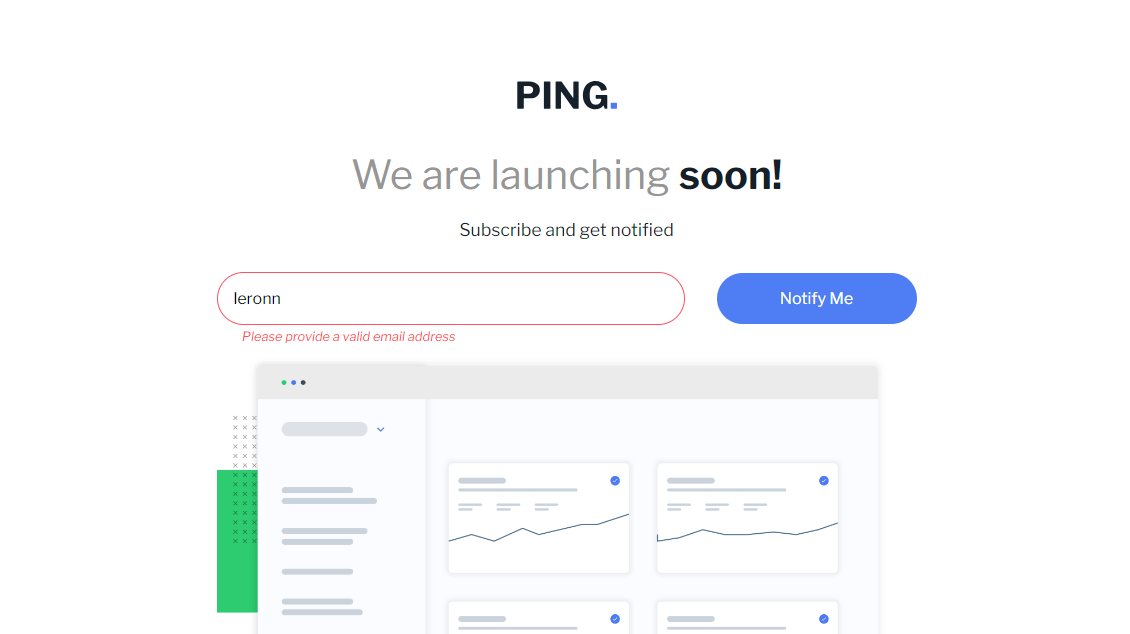 PING.
We are launching soon!
Subscribe and get notified
leronn
Notify Me
Please provide a valid email address